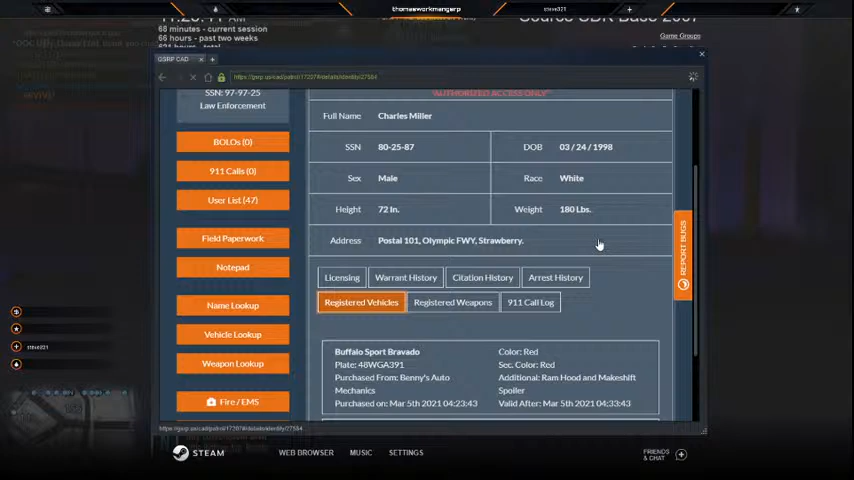 thomasworkmangerp
stive321
68 minutes - current session
66 hours - past two weeks
Game Groups
GSRP CAD
SSN: 97-97-25
Law Enforcement
BOLOs (0)
911 Calls (0)
User List (47)
Field Paperwork
Notepad
Name Lookup
Vehicle Lookup
Weapon Lookup
Fire / EMS
*AUTHORIZED ACCESS ONLY*
Full Name Charles Miller
SSN 80-25-87 DOB 03 / 24 / 1998
Sex Male Race White
Height 72 In. Weight 180 Lbs.
Address Postal 101, Olympic FWY, Strawberry.
Licensing Warrant History Citation History Arrest History
Registered Vehicles Registered Weapons 911 Call Log
Buffalo Sport Bravado
Plate: 48WGA391
Purchased From: Benny's Auto
Mechanics
Purchased on: Mar 5th 2021 04:23:43
Color: Red
Sec. Color: Red
Additional: Ram Hood and Makeshift
Spoiler
Valid After: Mar 5th 2021 04:33:43
REPORT BUGS
STEAM WEB BROWSER MUSIC SETTINGS
FRIENDS
& CHAT